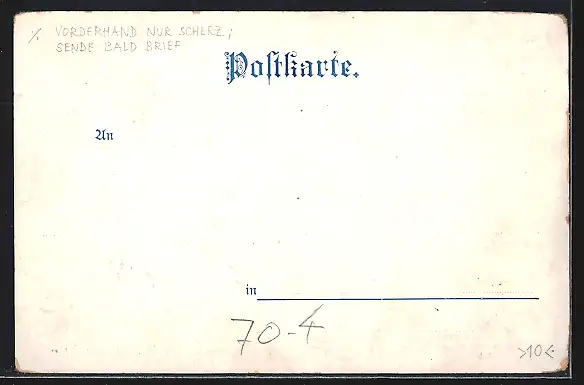 ·/. VORDERHAND NUR SCHERZ;
SENDE BALD BRIEF
Postkarte.
An
in
70-4
>10<